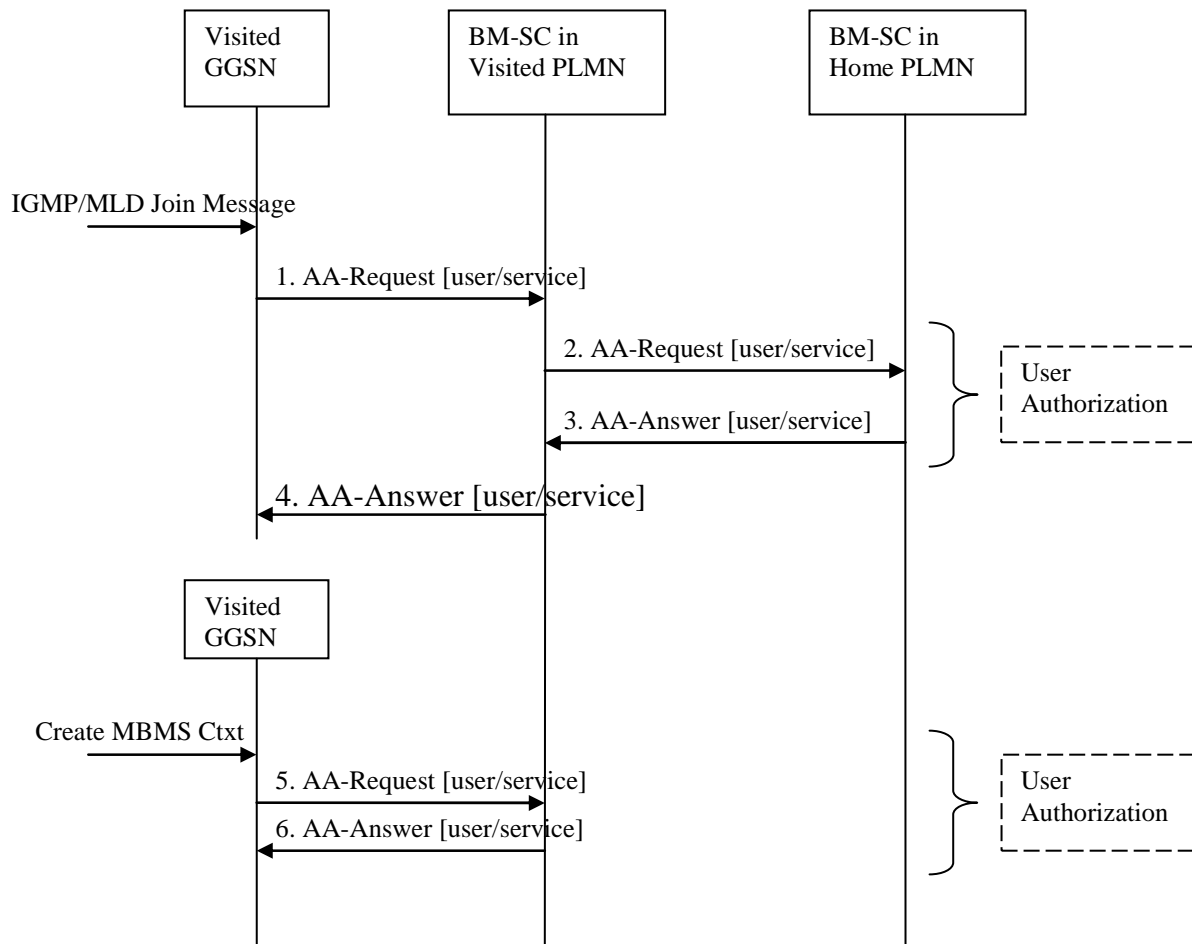 Visited
GGSN
BM-SC in
Visited PLMN
BM-SC in
Home PLMN
IGMP/MLD Join Message
1. AA-Request [user/service]
2. AA-Request [user/service]
3. AA-Answer [user/service]
User
Authorization
4. AA-Answer [user/service]
Visited
GGSN
Create MBMS Ctxt
5. AA-Request [user/service]
6. AA-Answer [user/service]
User
Authorization